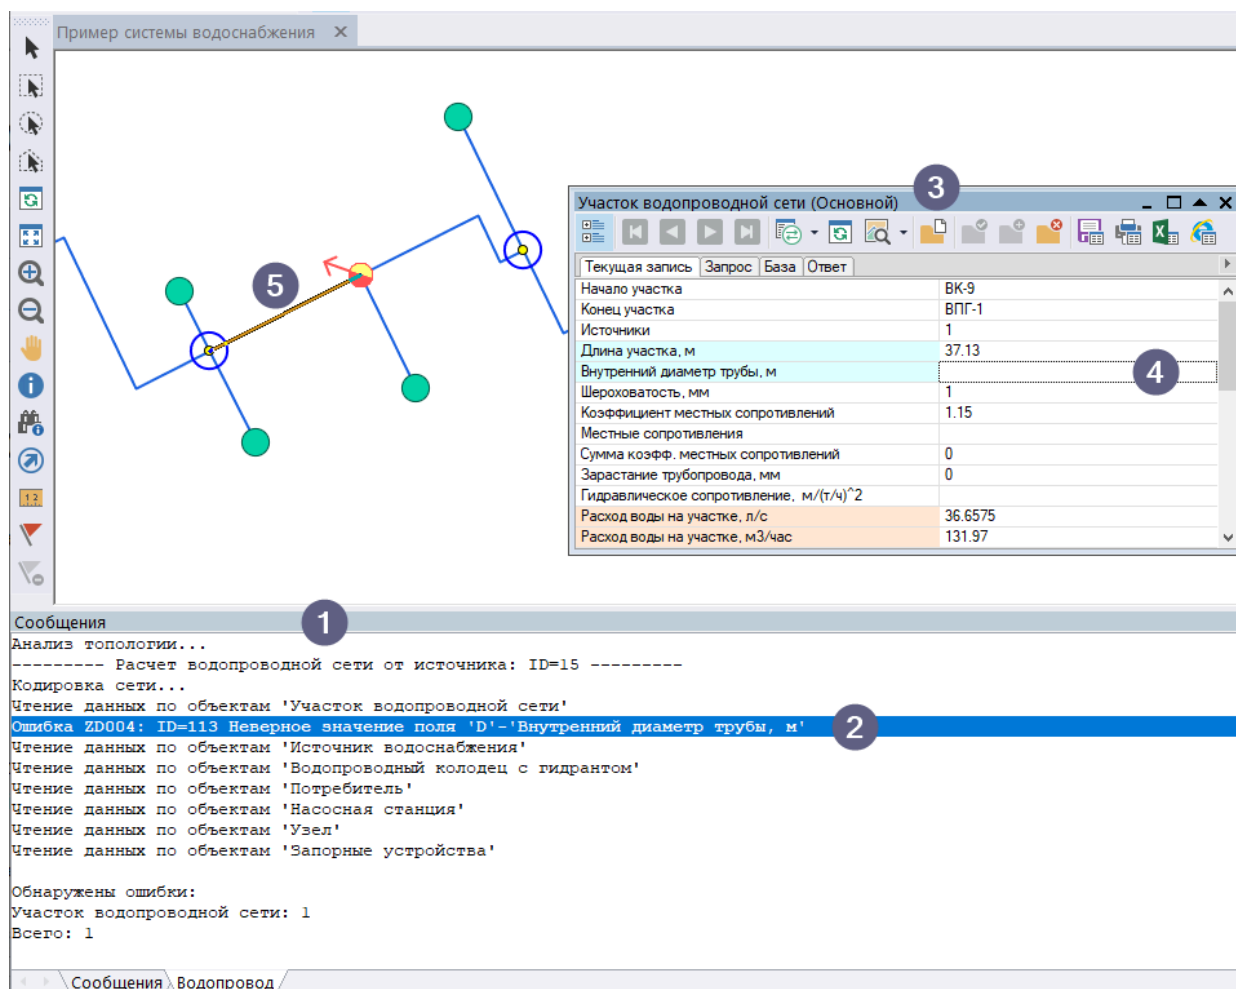 Пример системы водоснабжения
3
Участок водопроводной сети (Основной)
Текущая запись Запрос База Ответ
Начало участка ВК-9
Конец участка ВПГ-1
Источники 1
Длина участка, м 37.13
Внутренний диаметр трубы, м
4
Шероховатость, мм 1
Коэффициент местных сопротивлений 1.15
Местные сопротивления
Сумма коэфф. местных сопротивлений 0
Зарастание трубопровода, мм 0
Гидравлическое сопротивление, м/(т/ч)^2
Расход воды на участке, л/с 36.6575
Расход воды на участке, м3/час 131.97
5
1 2
Сообщения
1
Анализ топологии...
--------- Расчет водопроводной сети от источника: ID=15 ---------
Кодировка сети...
Чтение данных по объектам 'Участок водопроводной сети'
Ошибка ZD004: ID=113 Неверное значение поля 'D'-'Внутренний диаметр трубы, м'
2
Чтение данных по объектам 'Источник водоснабжения'
Чтение данных по объектам 'Водопроводный колодец с гидрантом'
Чтение данных по объектам 'Потребитель'
Чтение данных по объектам 'Насосная станция'
Чтение данных по объектам 'Узел'
Чтение данных по объектам 'Запорные устройства'
Обнаружены ошибки:
Участок водопроводной сети: 1
Всего: 1
Сообщения Водопровод